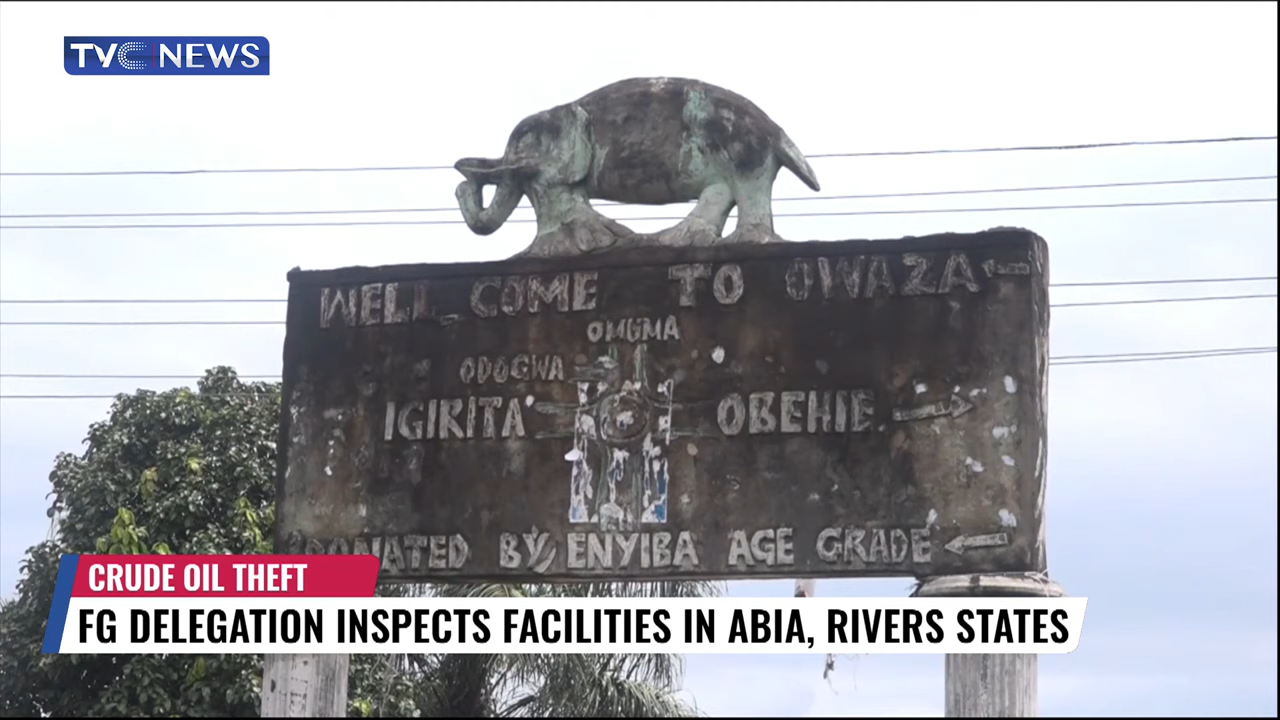 TVC NEWS
WELL COME TO OWAZA
OMUMA
ODOGWA
IGIRITA OBEHIE.
DONATED BY ENYIBA AGE GRADE
CRUDE OIL THEFT
FG DELEGATION INSPECTS FACILITIES IN ABIA, RIVERS STATES